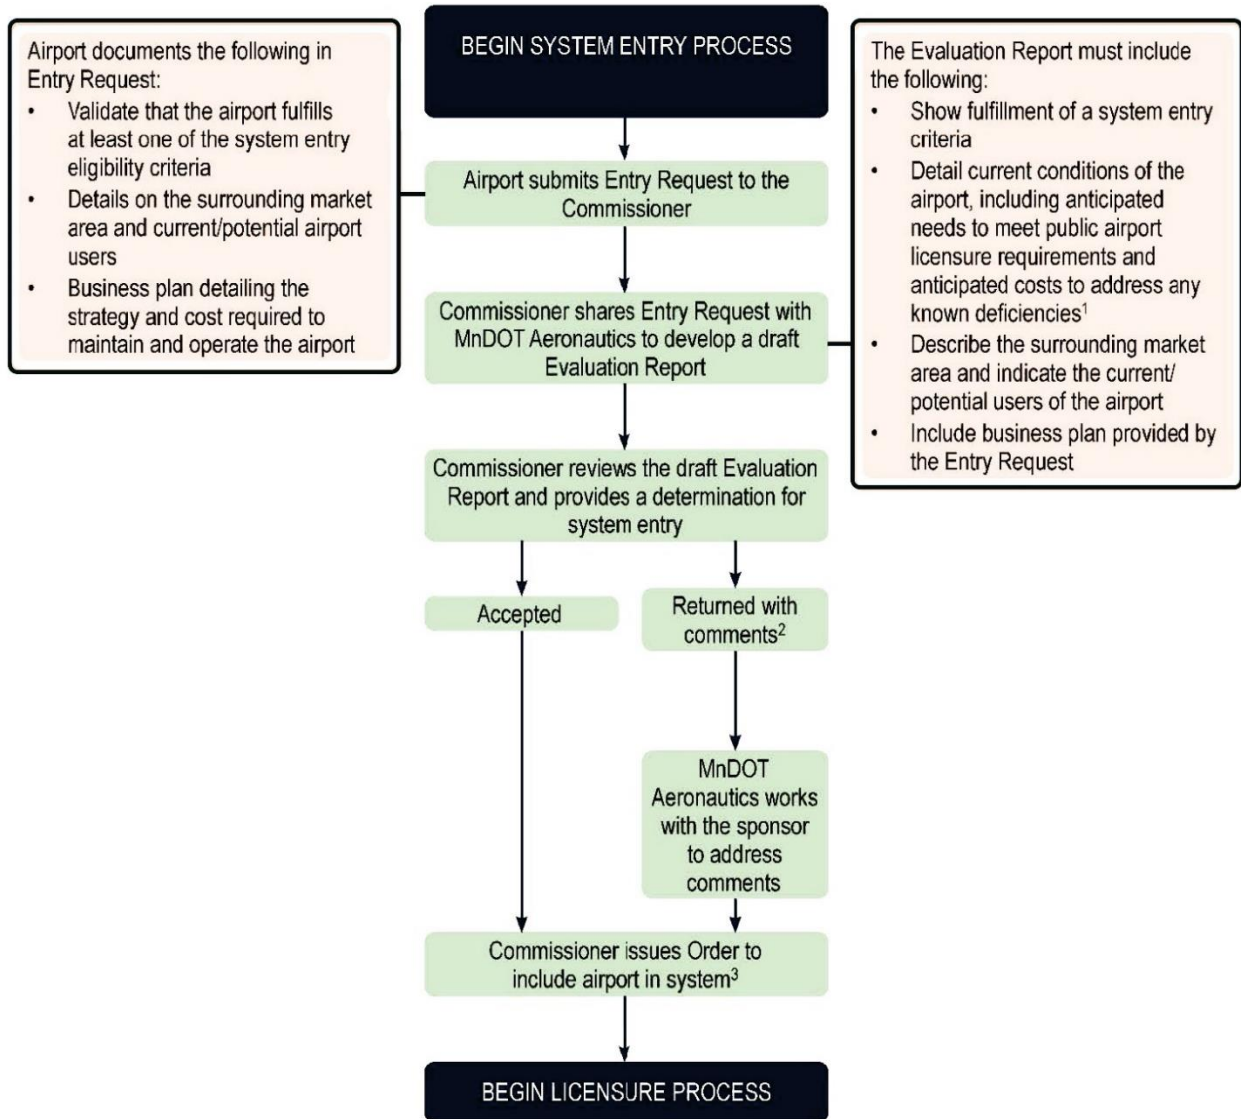 BEGIN SYSTEM ENTRY PROCESS
Airport documents the following in
Entry Request:
• Validate that the airport fulfills
at least one of the system entry
eligibility criteria
• Details on the surrounding market
area and current/potential airport
users
• Business plan detailing the
strategy and cost required to
maintain and operate the airport
Airport submits Entry Request to the
Commissioner
Commissioner shares Entry Request with
MnDOT Aeronautics to develop a draft
Evaluation Report
The Evaluation Report must include
the following:
• Show fulfillment of a system entry
criteria
• Detail current conditions of the
airport, including anticipated
needs to meet public airport
licensure requirements and
anticipated costs to address any
known deficiencies¹
• Describe the surrounding market
area and indicate the current/
potential users of the airport
• Include business plan provided by
the Entry Request
Commissioner reviews the draft Evaluation
Report and provides a determination for
system entry
Accepted
Returned with
comments²
MnDOT
Aeronautics works
with the sponsor
to address
comments
Commissioner issues Order to
include airport in system³
BEGIN LICENSURE PROCESS